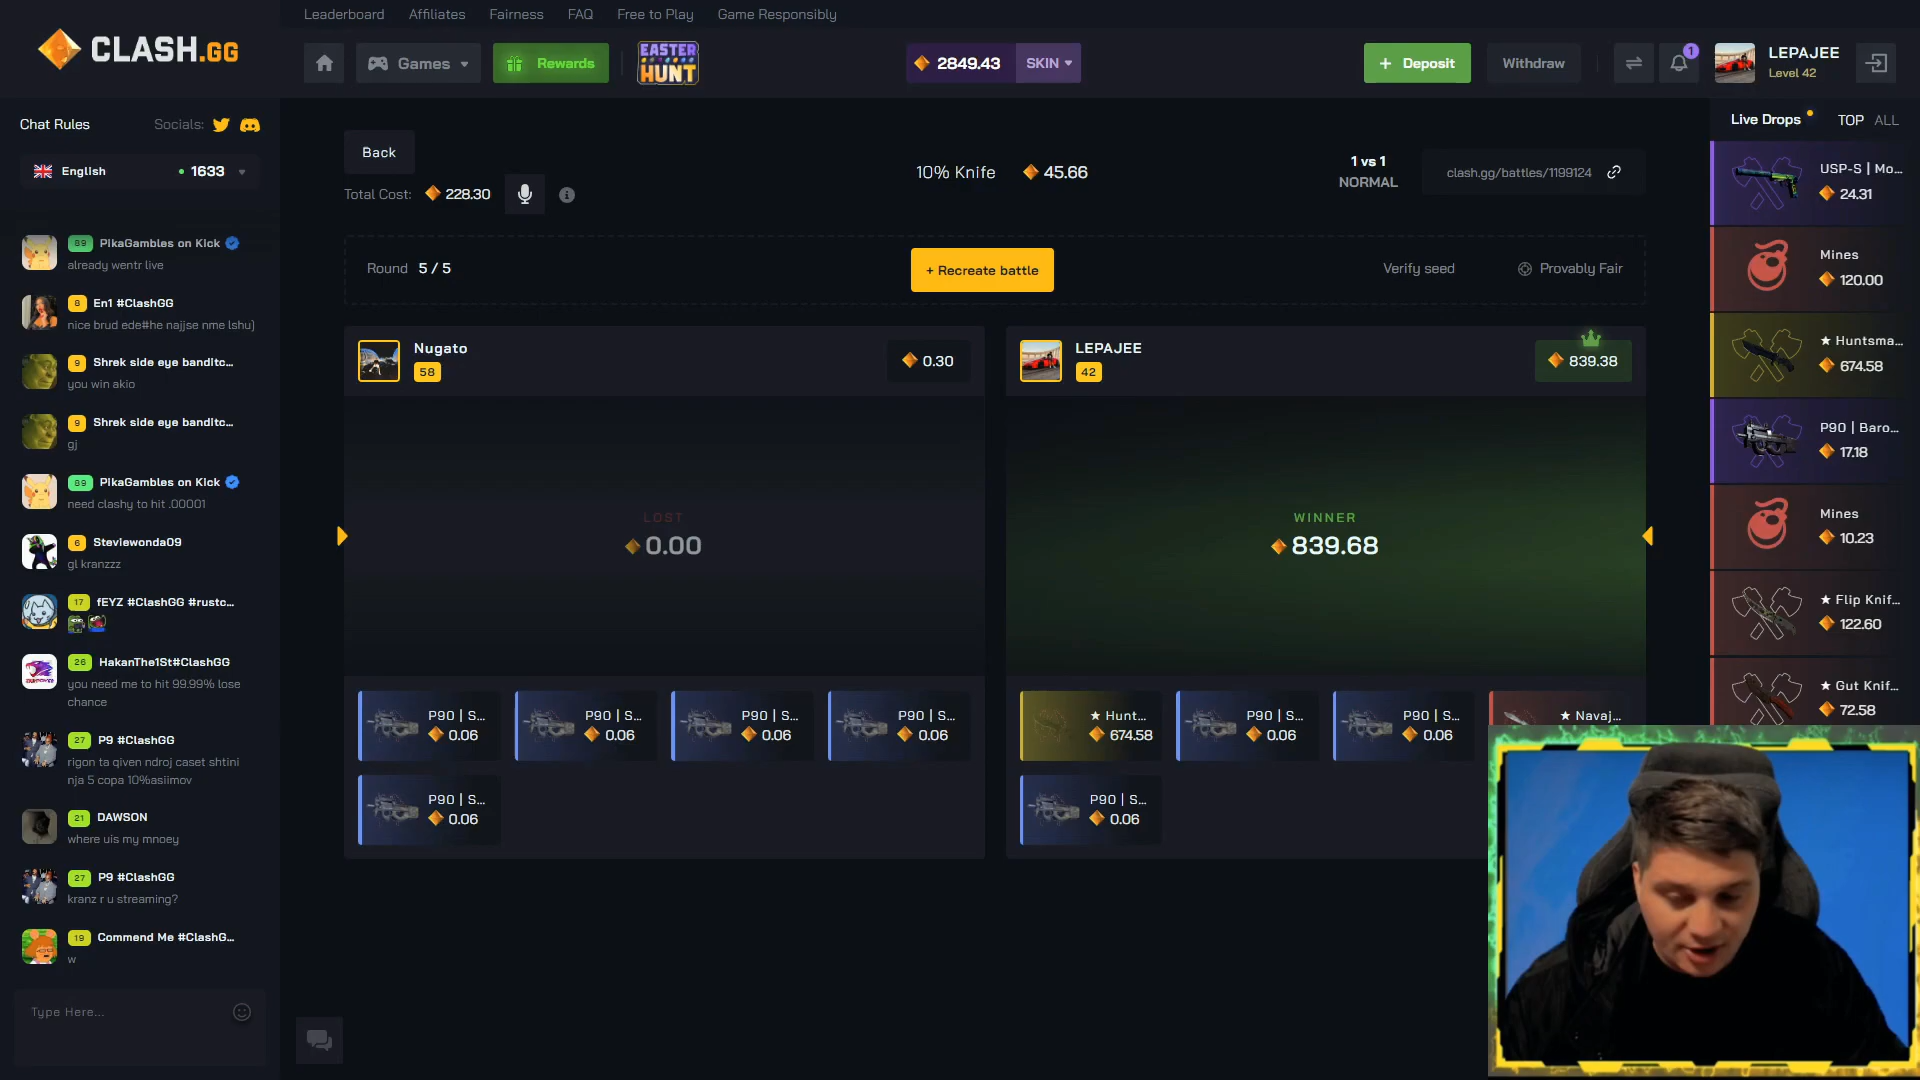 Leaderboard Affiliates Fairness FAQ Free to Play Game Responsibly
CLASH.GG
Games
Rewards
EASTER HUNT
2849.43 SKIN
+ Deposit
Withdraw
1
LEPAJEE
Level 42
Chat Rules
Socials:
English
1633
89 PikaGambles on Kick
already wentr live
8 En1 #ClashGG
nice brud ede#he najjse nme lshu)
9 Shrek side eye banditc...
you win akio
9 Shrek side eye banditc...
gj
89 PikaGambles on Kick
need clashy to hit .00001
6 Steviewonda09
gl kranzzz
17 fEYZ #ClashGG #rustc...
26 HakanThe1St#ClashGG
you need me to hit 99.99% lose
chance
27 P9 #ClashGG
rigon ta qiven ndroj caset shtini
nja 5 copa 10%asiimov
21 DAWSON
where uis my mnoey
27 P9 #ClashGG
kranz r u streaming?
19 Commend Me #ClashG...
w
Type Here...
Back
Total Cost: 228.30
10% Knife 45.66
1 vs 1
NORMAL
clash.gg/battles/1199124
Round 5 / 5
+ Recreate battle
Verify seed
Provably Fair
Nugato
58
0.30
LOST
0.00
P90 | S...
0.06
P90 | S...
0.06
P90 | S...
0.06
P90 | S...
0.06
P90 | S...
0.06
LEPAJEE
42
839.38
WINNER
839.68
★ Hunt...
674.58
P90 | S...
0.06
P90 | S...
0.06
★ Navaj...
P90 | S...
0.06
Live Drops TOP ALL
USP-S | Mo...
24.31
Mines
120.00
★ Huntsma...
674.58
P90 | Baro...
17.18
Mines
10.23
★ Flip Knif...
122.60
★ Gut Knif...
72.58